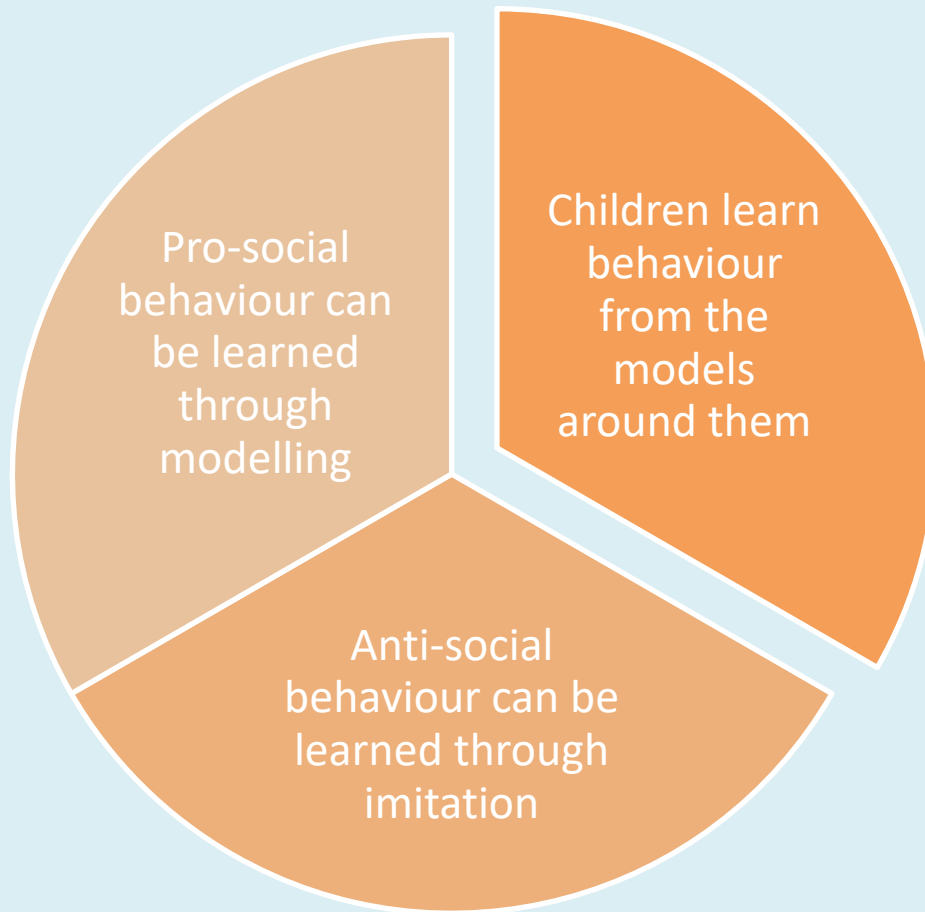 Children learn
behaviour
from the
models
around them
Anti-social
behaviour can be
learned through
imitation
Pro-social
behaviour can
be learned
through
modelling